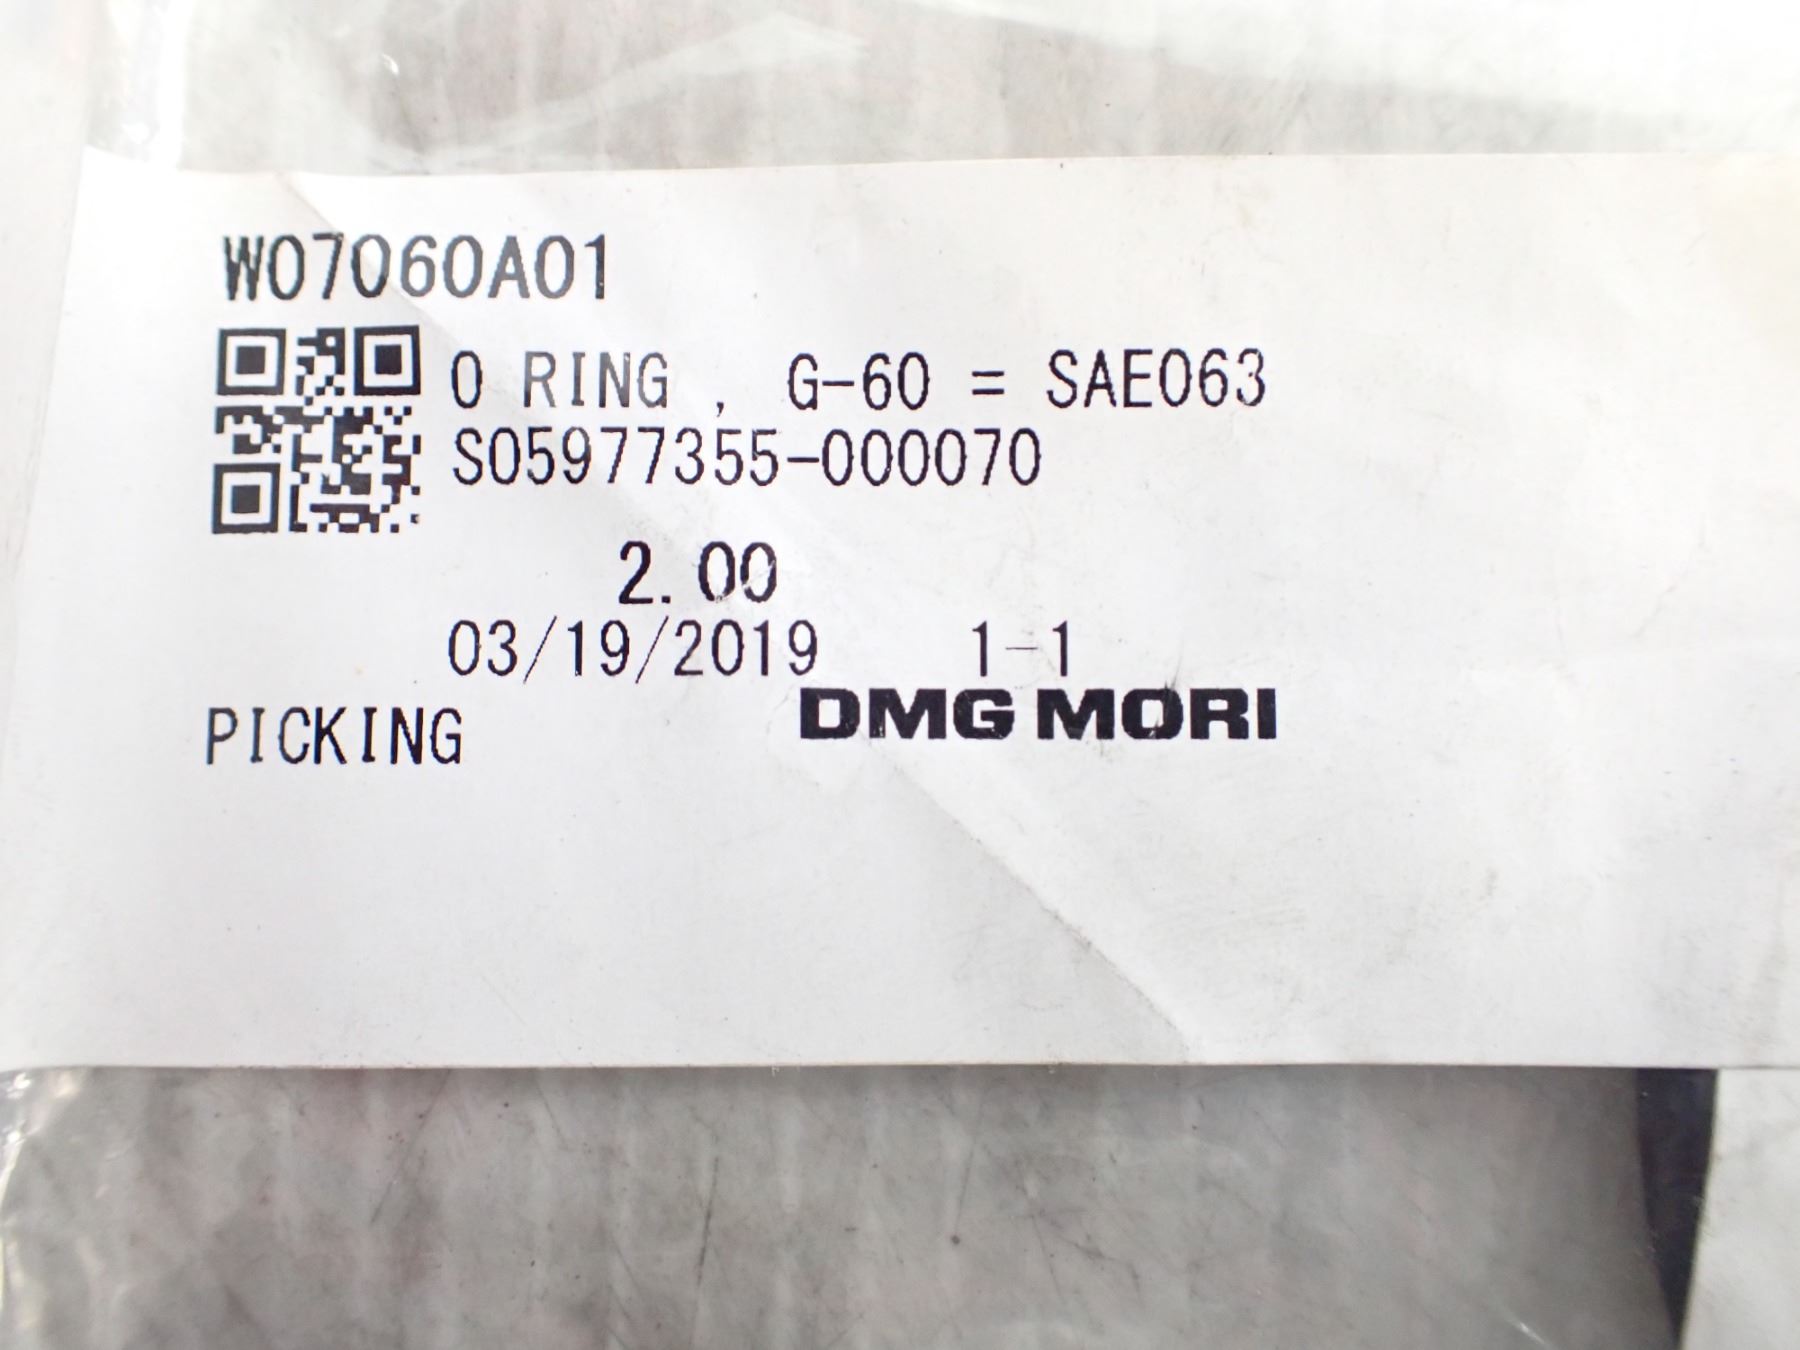 W07060A01
O RING , G-60 = SAE063
S05977355-000070
2.00
03/19/2019 1-1
DMG MORI
PICKING